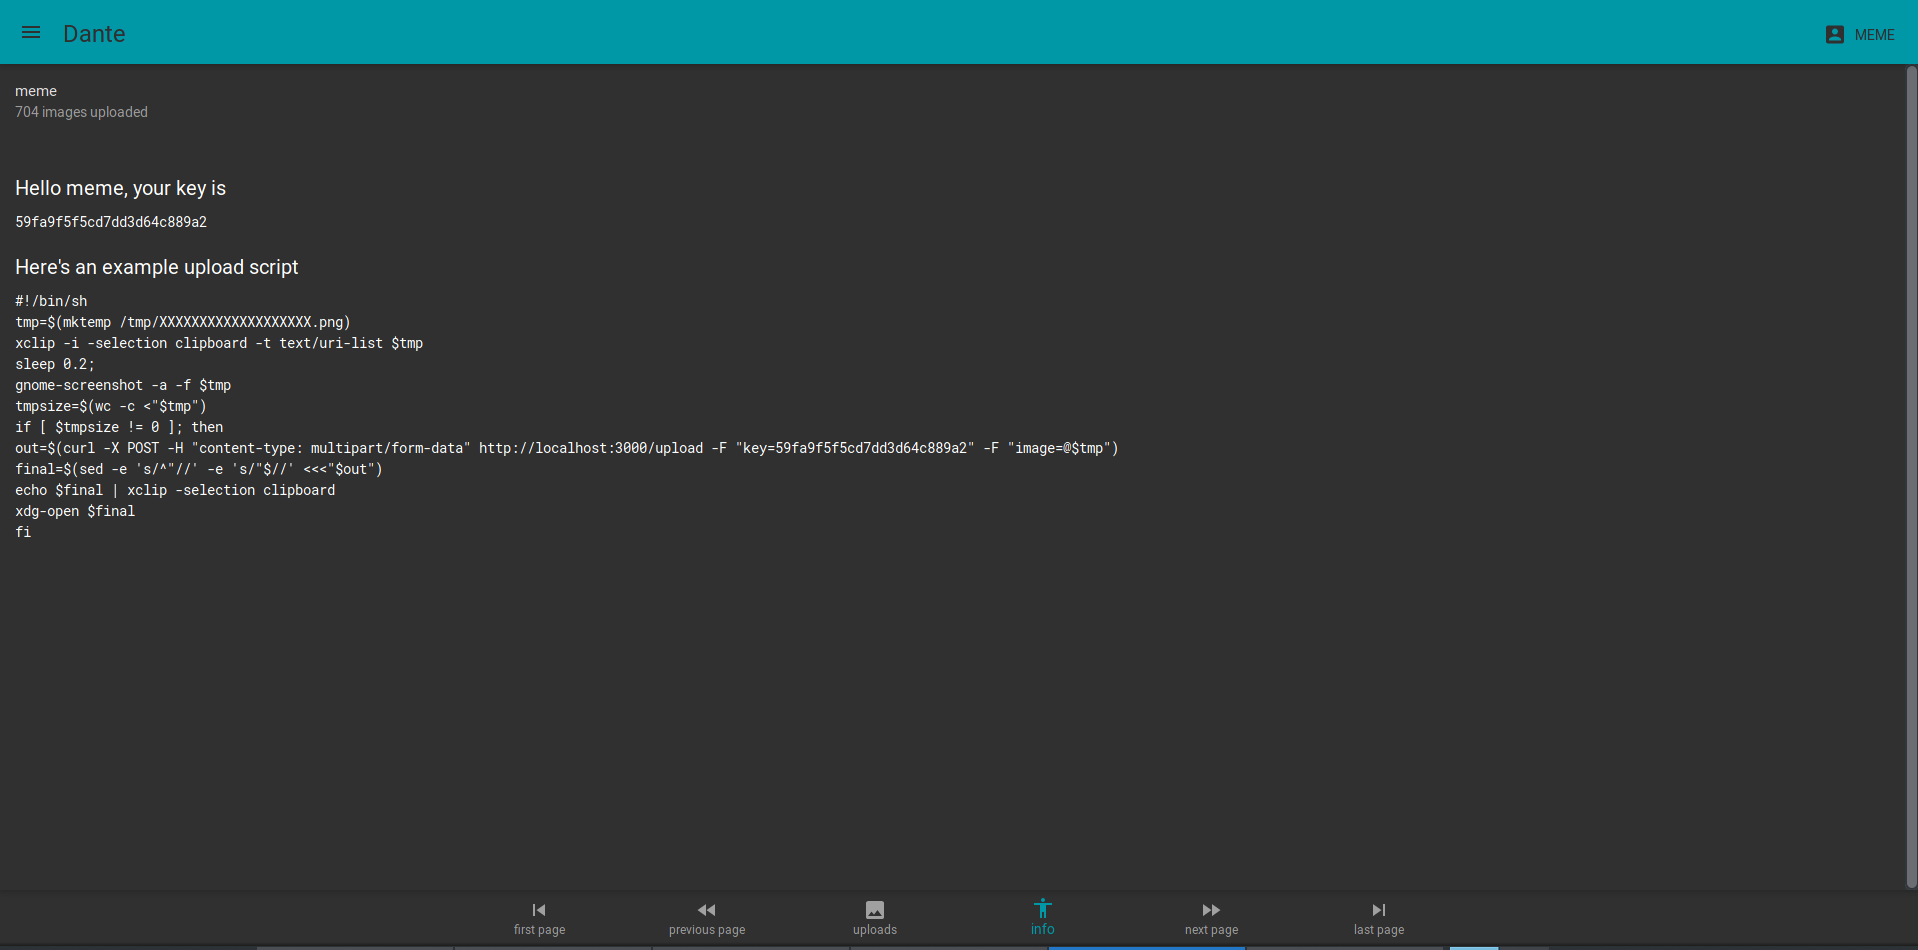 Dante
MEME
meme
704 images uploaded
Hello meme, your key is
59fa9f5f5cd7dd3d64c889a2
Here's an example upload script
#!/bin/sh
tmp=$(mktemp /tmp/XXXXXXXXXXXXXXXXXXX.png)
xclip -i -selection clipboard -t text/uri-list $tmp
sleep 0.2;
gnome-screenshot -a -f $tmp
tmpsize=$(wc -c <"$tmp")
if [ $tmpsize != 0 ]; then
out=$(curl -X POST -H "content-type: multipart/form-data" http://localhost:3000/upload -F "key=59fa9f5f5cd7dd3d64c889a2" -F "image=@$tmp")
final=$(sed -e 's/^"//' -e 's/"$//' <<<"$out")
echo $final | xclip -selection clipboard
xdg-open $final
fi
first page
previous page
uploads
info
next page
last page